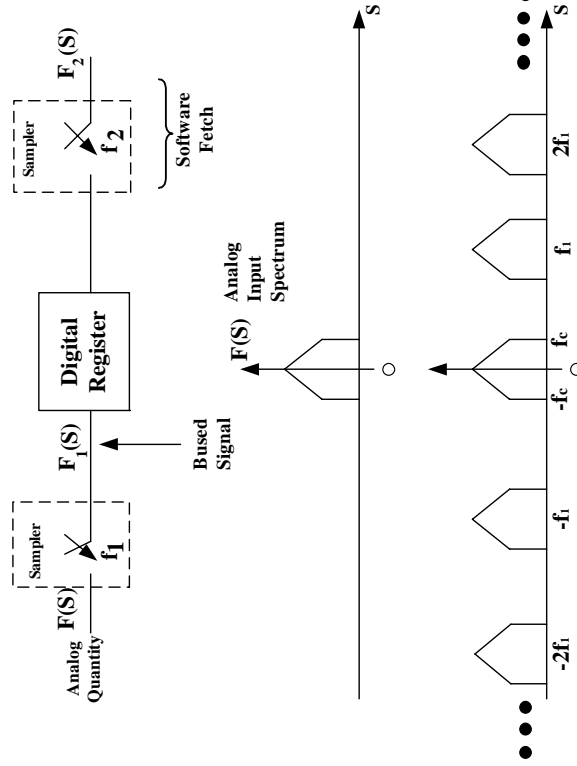 Sampler
Sampler
F(S)
f1
F1(S)
Digital
Register
f2
F2(S)
Analog
Quantity
Bused
Signal
Software
Fetch
F(S)
Analog
Input
Spectrum
S
S
-2f1
-f1
-fc
fc
f1
2f1